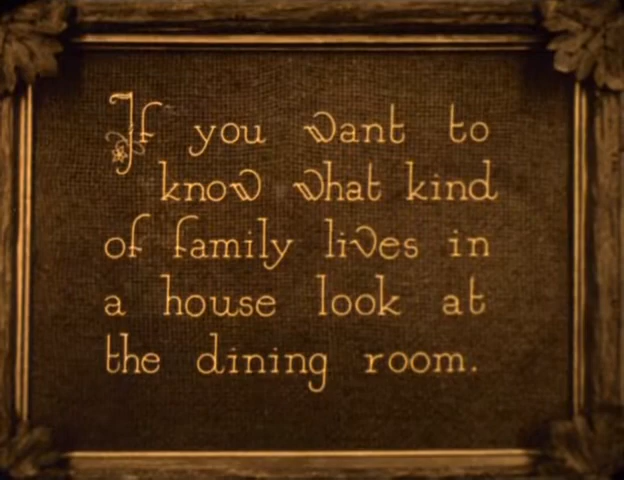 If you want to
know what kind
of family lives in
a house look at
the dining room.